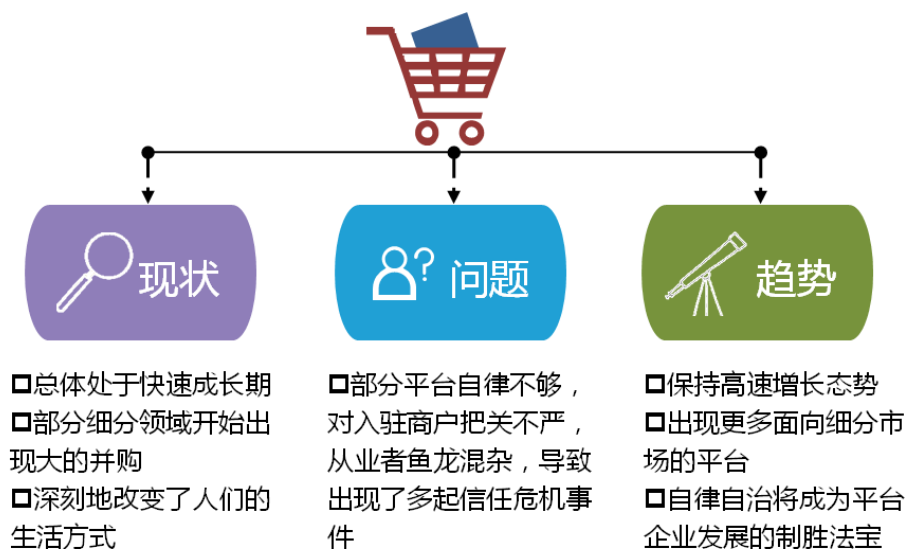 现状
问题
趋势
□总体处于快速成长期
□部分细分领域开始出
现大的并购
□深刻地改变了人们的
生活方式
□部分平台自律不够，
对入驻商户把关不严，
从业者鱼龙混杂，导致
出现了多起信任危机事
件
□保持高速增长态势
□出现更多面向细分市
场的平台
□自律自治将成为平台
企业发展的制胜法宝